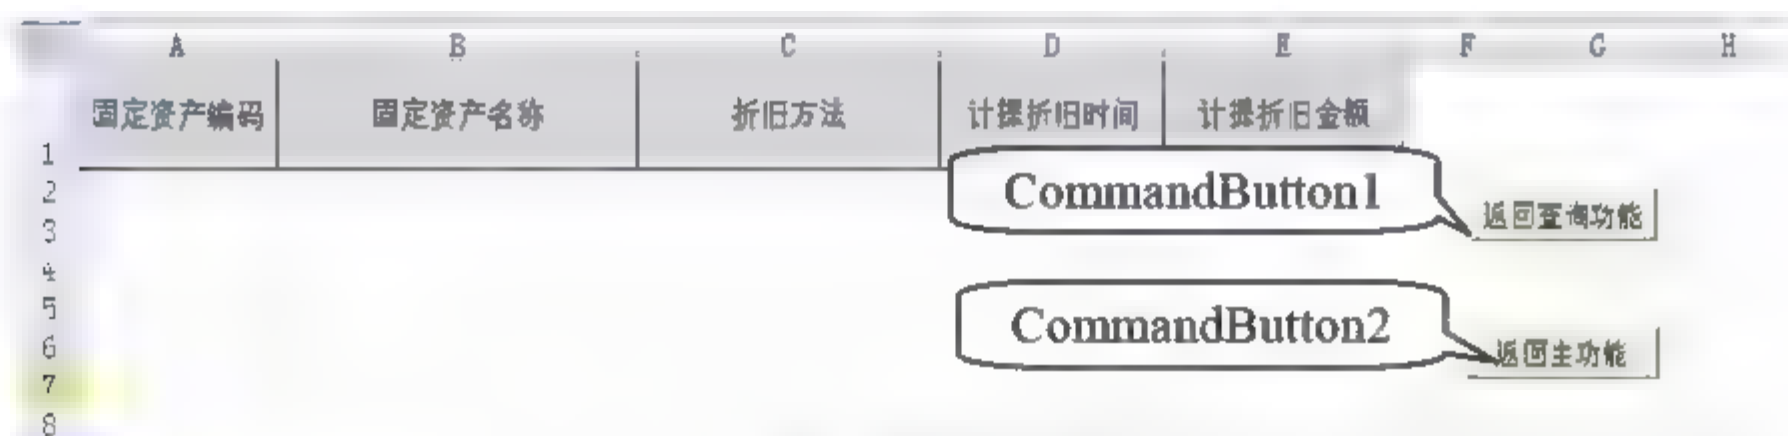 A B C D E F G H
固定资产编码 固定资产名称 折旧方法 计提折旧时间 计提折旧金额
1
2 CommandButton1
返回查询功能
3
4
5
CommandButton2
6 返回主功能
7
8